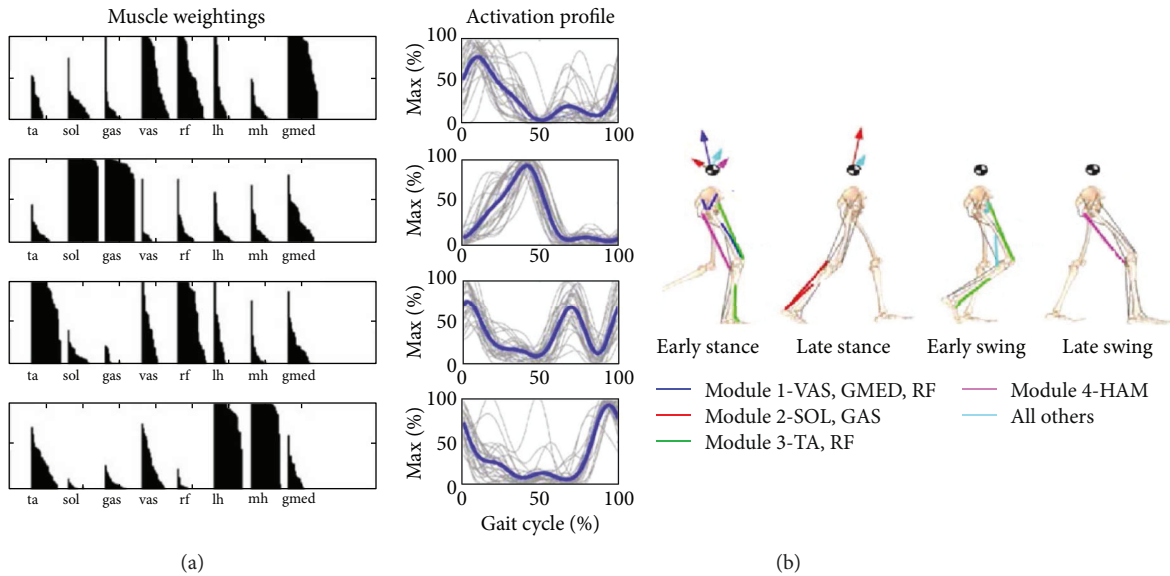 Muscle weightings
Activation profile
ta sol gas vas rf lh mh gmed
Max (%)
100
50
0
0 50 100
ta sol gas vas rf lh mh gmed
Max (%)
100
50
0
0 50 100
ta sol gas vas rf lh mh gmed
Max (%)
100
50
0
0 50 100
ta sol gas vas rf lh mh gmed
Max (%)
100
50
0
0 50 100
Gait cycle (%)
(a)
Early stance Late stance Early swing Late swing
Module 1-VAS, GMED, RF
Module 2-SOL, GAS
Module 3-TA, RF
Module 4-HAM
All others
(b)